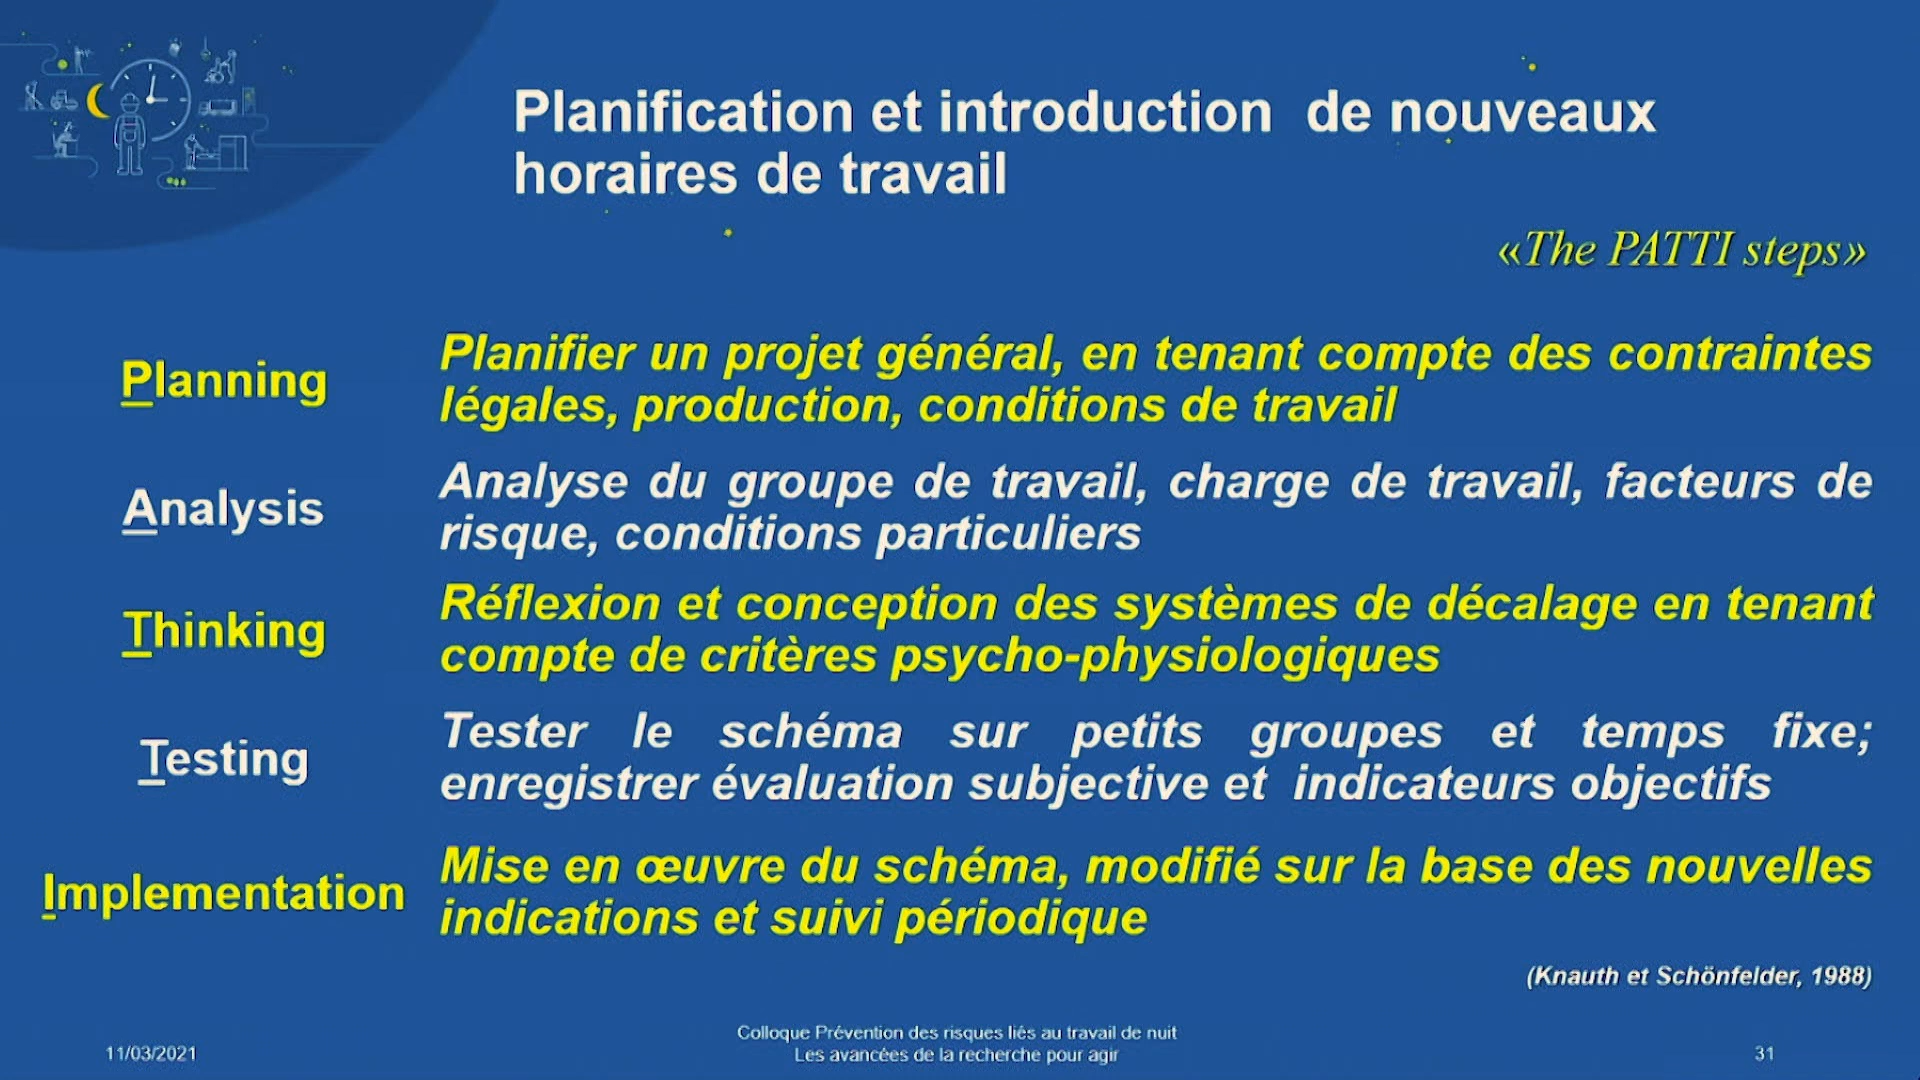 Planification et introduction de nouveaux
horaires de travail
«The PATTI steps»
Planning
Planifier un projet général, en tenant compte des contraintes
légales, production, conditions de travail
Analysis
Analyse du groupe de travail, charge de travail, facteurs de
risque, conditions particuliers
Thinking
Réflexion et conception des systèmes de décalage en tenant
compte de critères psycho-physiologiques
Testing
Tester le schéma sur petits groupes et temps fixe;
enregistrer évaluation subjective et indicateurs objectifs
Implementation
Mise en œuvre du schéma, modifié sur la base des nouvelles
indications et suivi périodique
(Knauth et Schönfelder, 1988)
11/03/2021
Colloque Prévention des risques liés au travail de nuit
Les avancées de la recherche pour agir
31